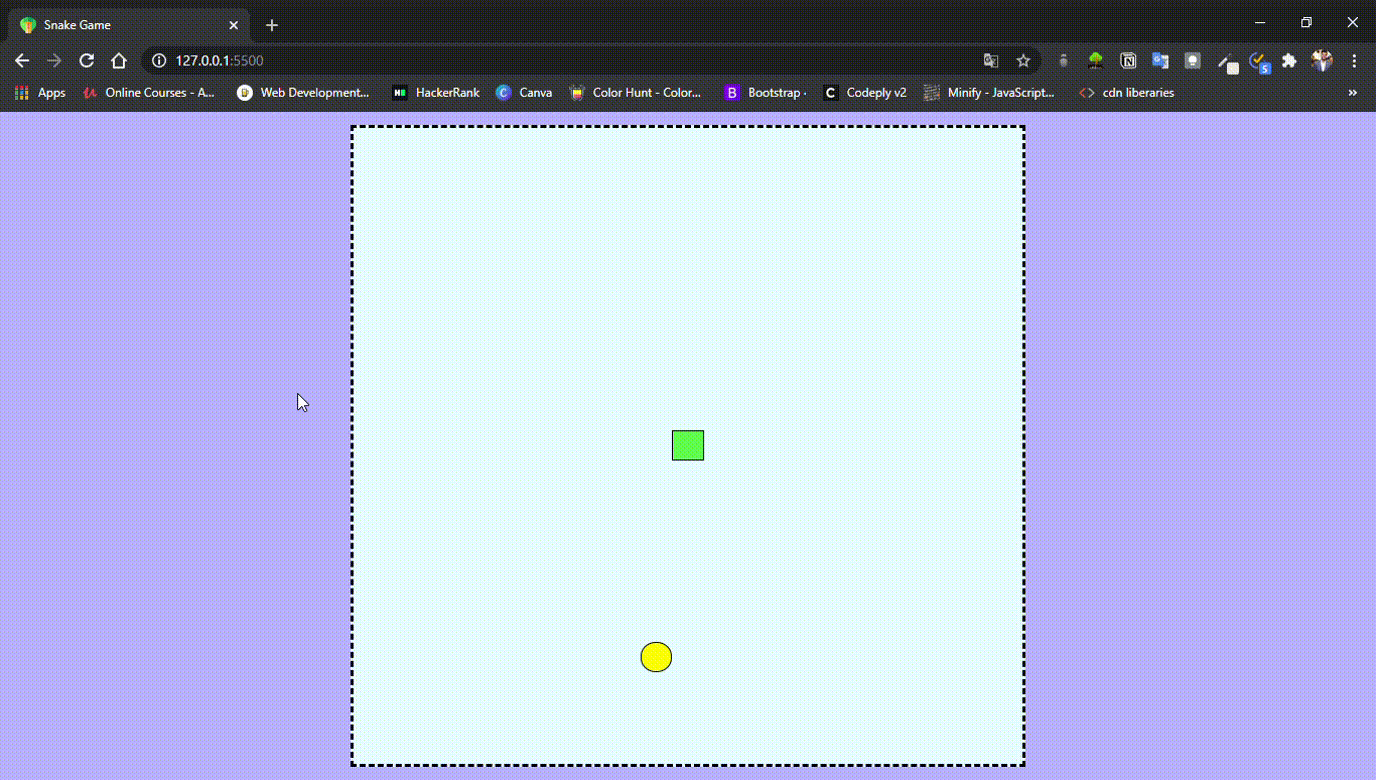 Snake Game
127.0.0.1:5500
5
Apps Online Courses - A... Web Development... HackerRank Canva Color Hunt - Color... Bootstrap · Codeply v2 Minify - JavaScript... cdn liberaries »